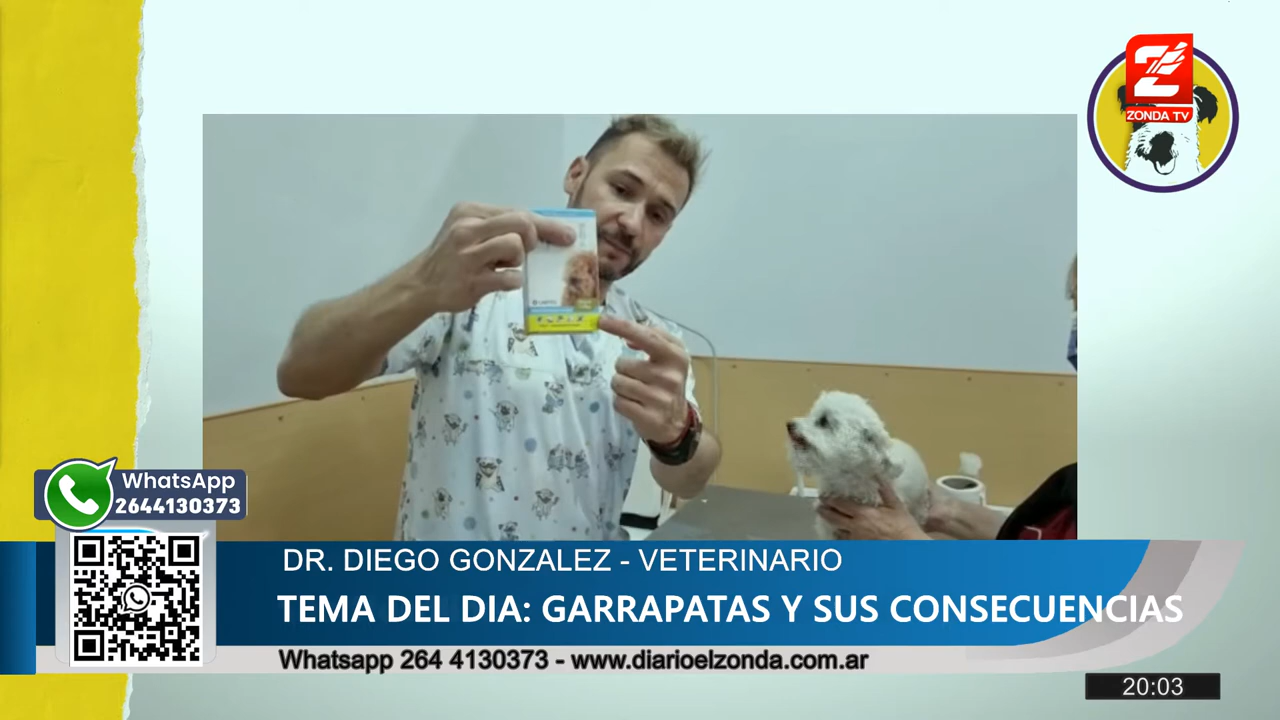 ZONDA TV
WhatsApp
2644130373
DR. DIEGO GONZALEZ - VETERINARIO
TEMA DEL DIA: GARRAPATAS Y SUS CONSECUENCIAS
Whatsapp 264 4130373 - www.diarioelzonda.com.ar
20:03